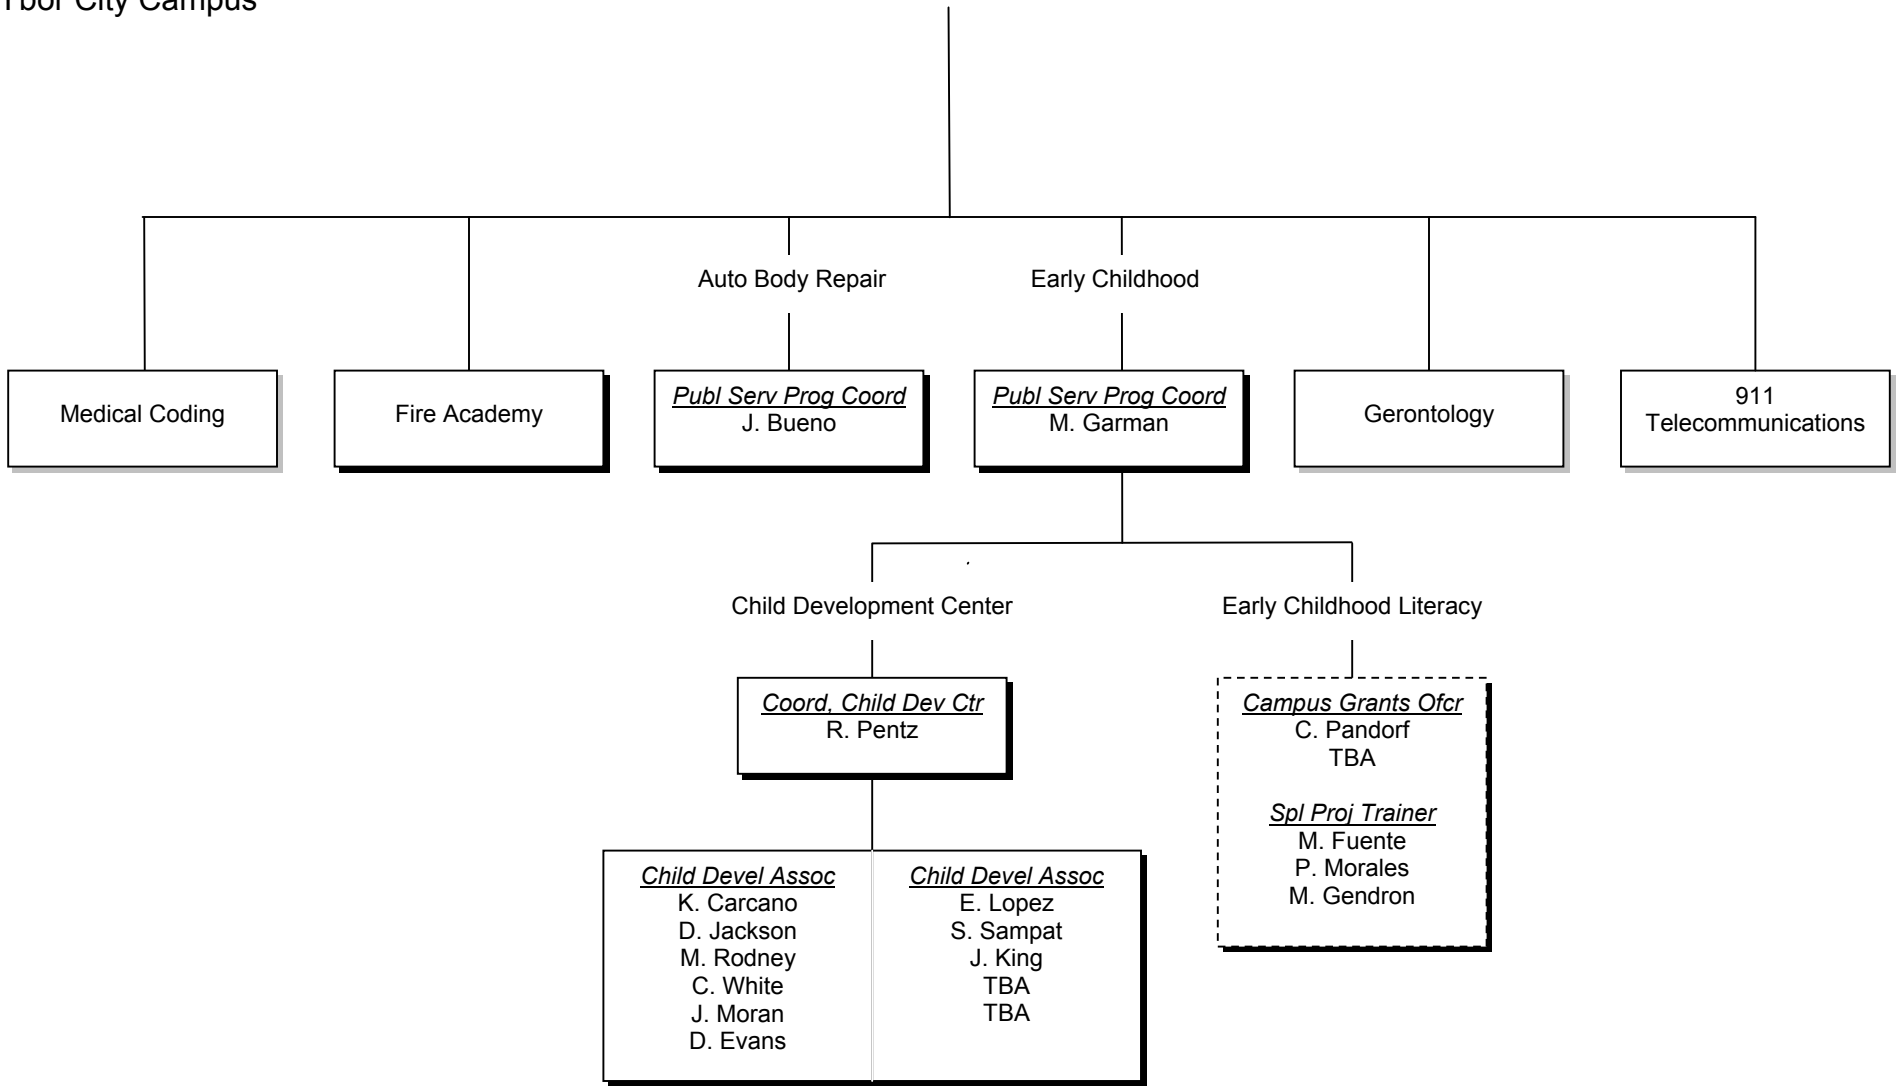 Ybor City Campus
Auto Body Repair
Early Childhood
Medical Coding
Fire Academy
Publ Serv Prog Coord
J. Bueno
Publ Serv Prog Coord
M. Garman
Gerontology
911
Telecommunications
Child Development Center
Early Childhood Literacy
Coord, Child Dev Ctr
R. Pentz
Campus Grants Ofcr
C. Pandorf
TBA
Spl Proj Trainer
M. Fuente
P. Morales
M. Gendron
Child Devel Assoc
K. Carcano
D. Jackson
M. Rodney
C. White
J. Moran
D. Evans
Child Devel Assoc
E. Lopez
S. Sampat
J. King
TBA
TBA